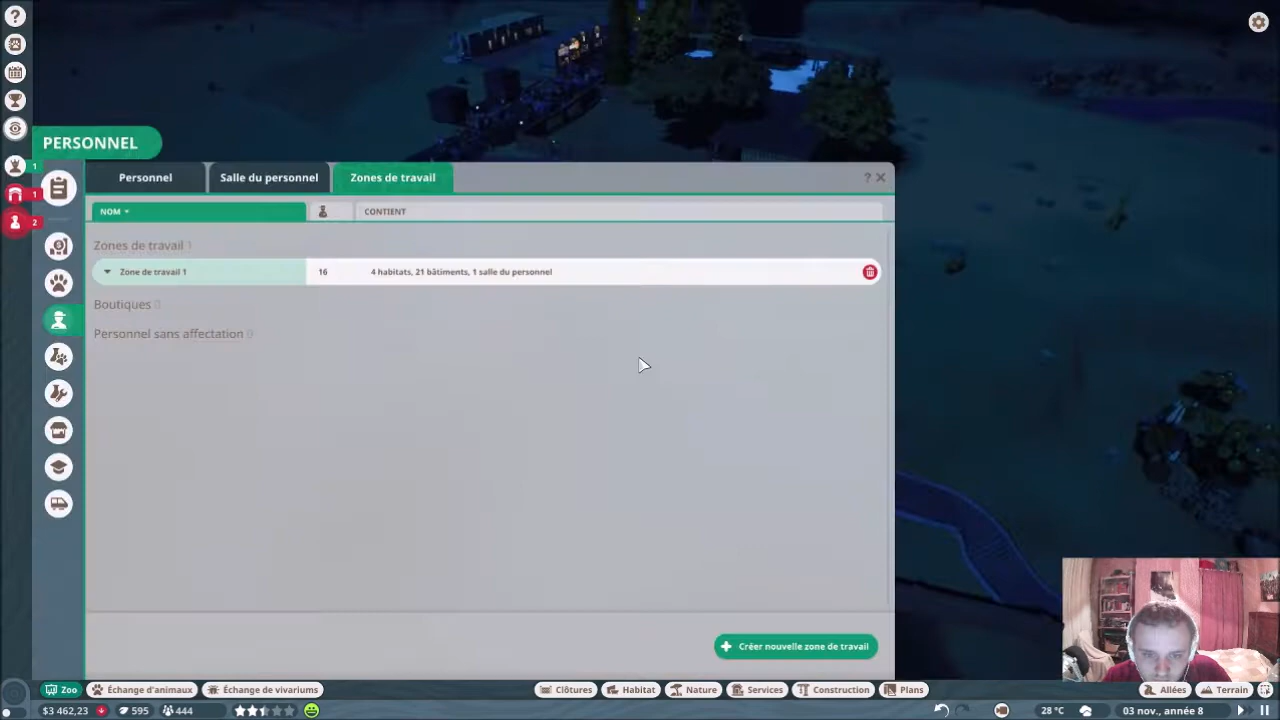 PERSONNEL
1
1
2
Personnel
Salle du personnel
Zones de travail
?
NOM
CONTIENT
Zones de travail 1
Zone de travail 1
16
4 habitats, 21 bâtiments, 1 salle du personnel
Boutiques 0
Personnel sans affectation 0
Créer nouvelle zone de travail
Zoo
Échange d'animaux
Échange de vivariums
Clôtures
Habitat
Nature
Services
Construction
Plans
Allées
Terrain
$3 462,23
595
444
28 °C
03 nov., année 8